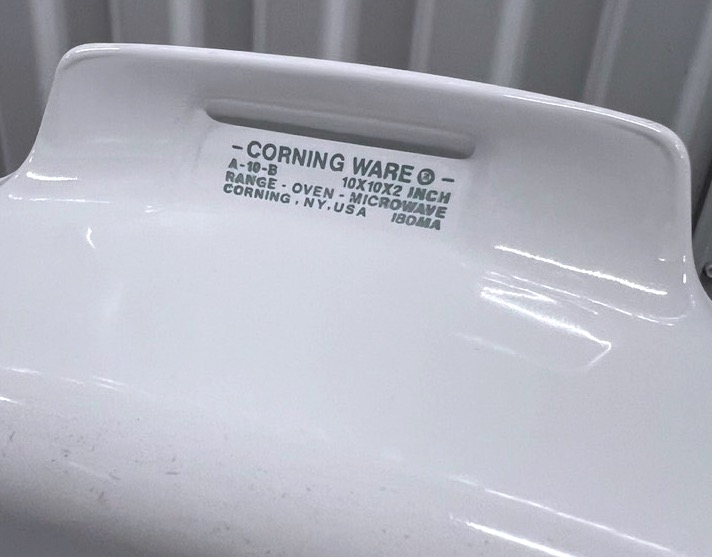 - CORNING WARE ® -
A-10-B 10X10X2 INCH
RANGE - OVEN - MICROWAVE
CORNING, NY, USA 180MA